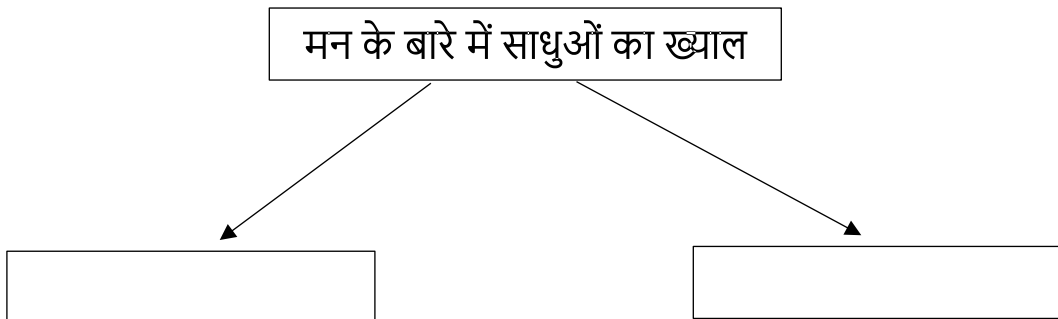 मन के बारे में साधुओं का ख्याल